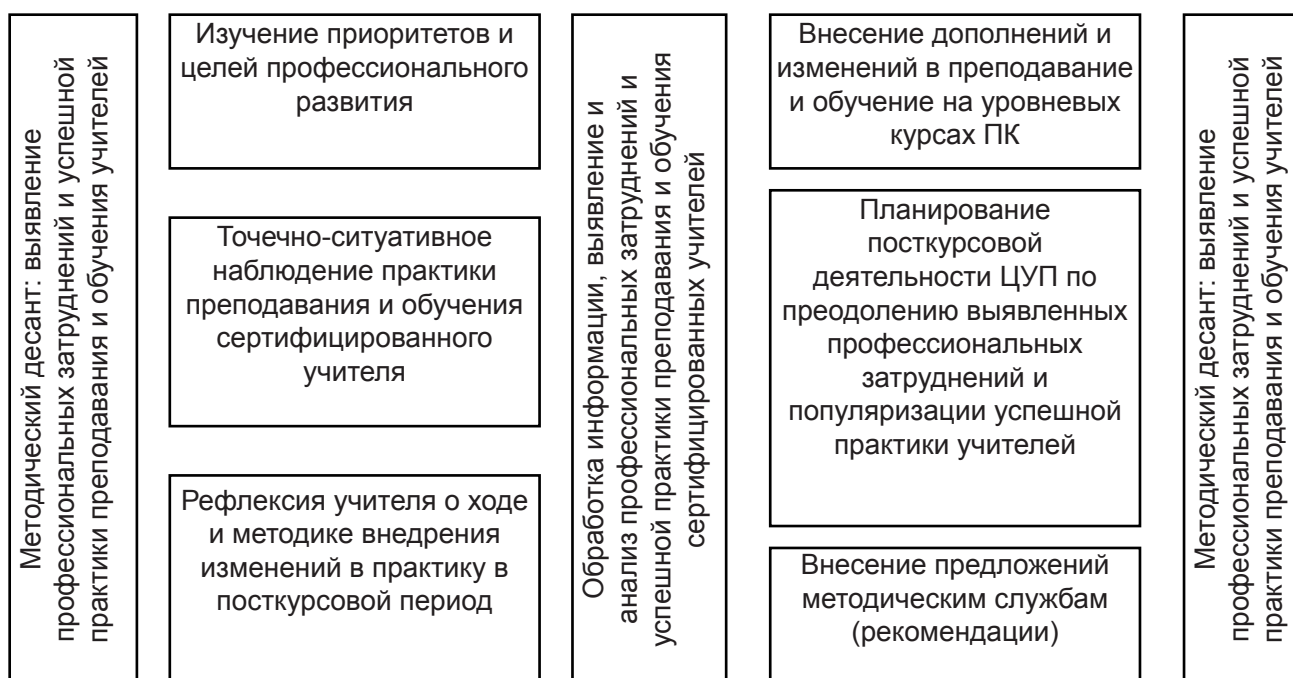 Методический десант: выявление
профессиональных затруднений и успешной
практики преподавания и обучения учителей
Изучение приоритетов и
целей профессионального
развития
Точечно-ситуативное
наблюдение практики
преподавания и обучения
сертифицированного
учителя
Рефлексия учителя о ходе
и методике внедрения
изменений в практику в
посткурсовой период
Обработка информации, выявление и
анализ профессиональных затруднений и
успешной практики преподавания и обучения
сертифицированных учителей
Внесение дополнений и
изменений в преподавание
и обучение на уровневых
курсах ПК
Планирование
посткурсовой
деятельности ЦУП по
преодолению выявленных
профессиональных
затруднений и
популяризации успешной
практики учителей
Внесение предложений
методическим службам
(рекомендации)
Методический десант: выявление
профессиональных затруднений и успешной
практики преподавания и обучения учителей